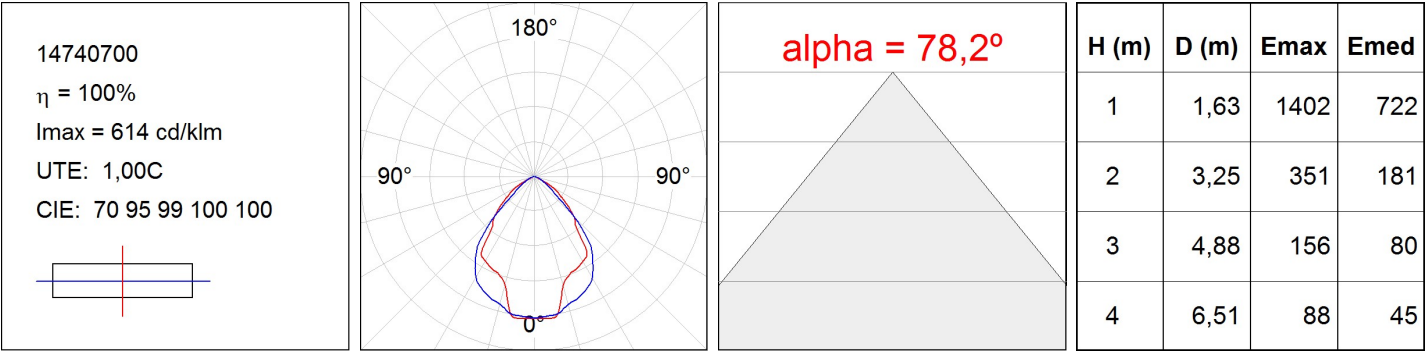 14740700
η = 100%
Imax = 614 cd/klm
UTE: 1,00C
CIE: 70 95 99 100 100
180°
90° 90°
0°
alpha = 78,2º
H (m) D (m) Emax Emed
1 1,63 1402 722
2 3,25 351 181
3 4,88 156 80
4 6,51 88 45